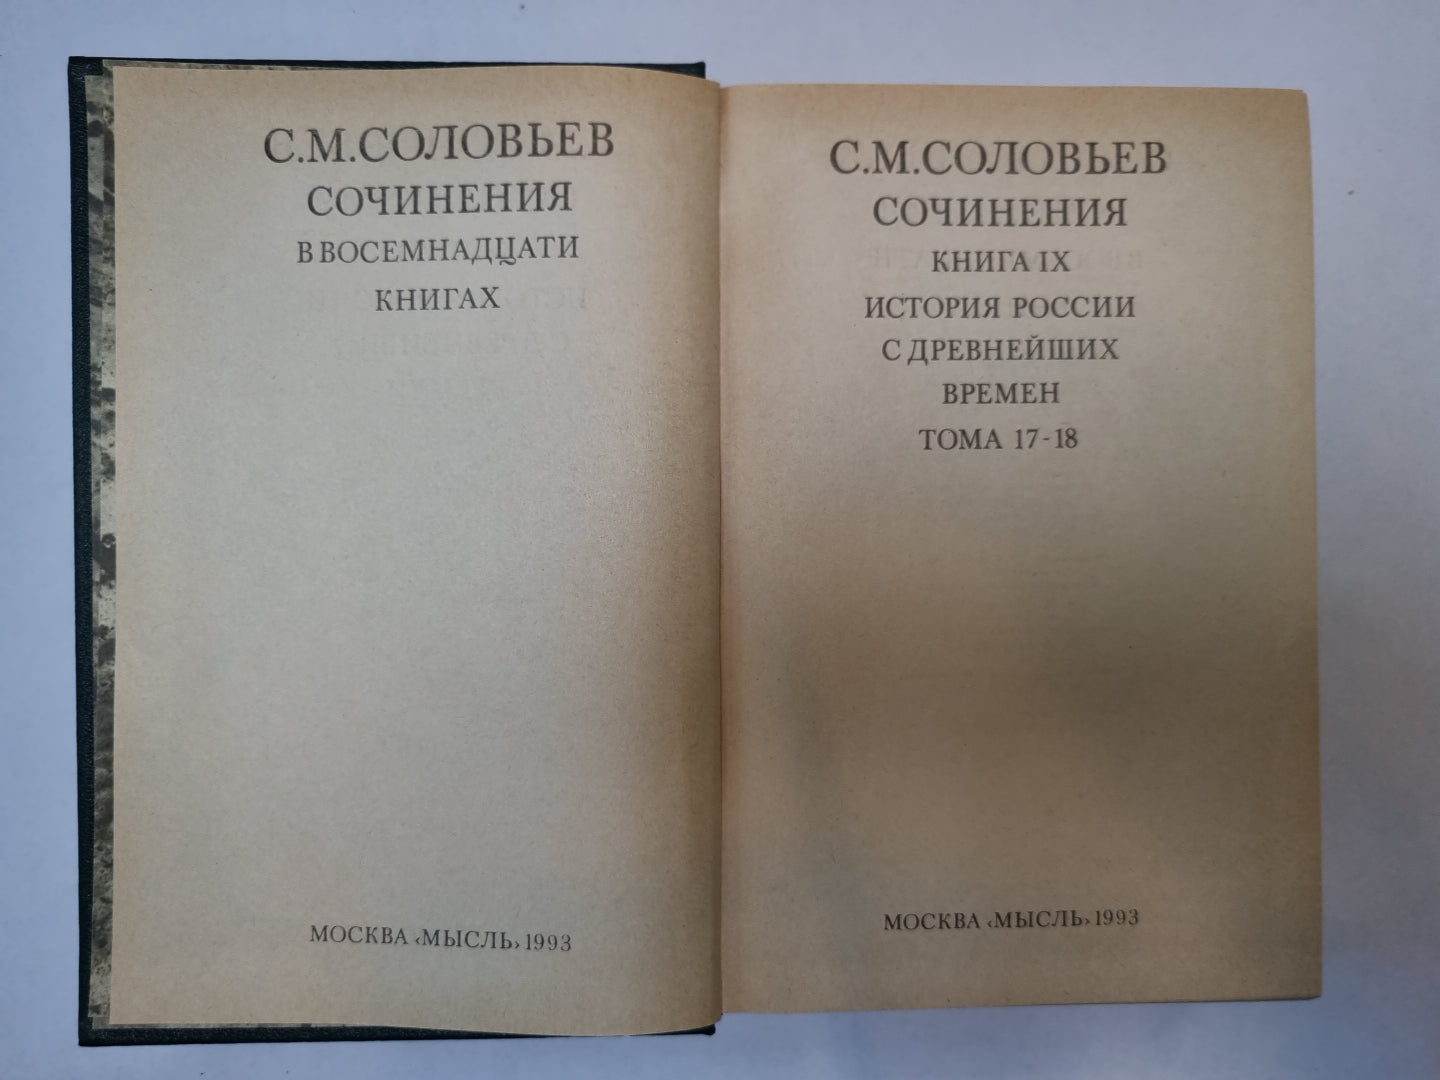 С.М.СОЛОВЬЕВ
СОЧИНЕНИЯ
В ВОСЕМНАДЦАТИ
КНИГАХ
МОСКВА ‹МЫСЛЬ› 1993
С.М.СОЛОВЬЕВ
СОЧИНЕНИЯ
КНИГА IX
ИСТОРИЯ РОССИИ
С ДРЕВНЕЙШИХ
ВРЕМЕН
ТОМА 17-18
МОСКВА ‹МЫСЛЬ› 1993